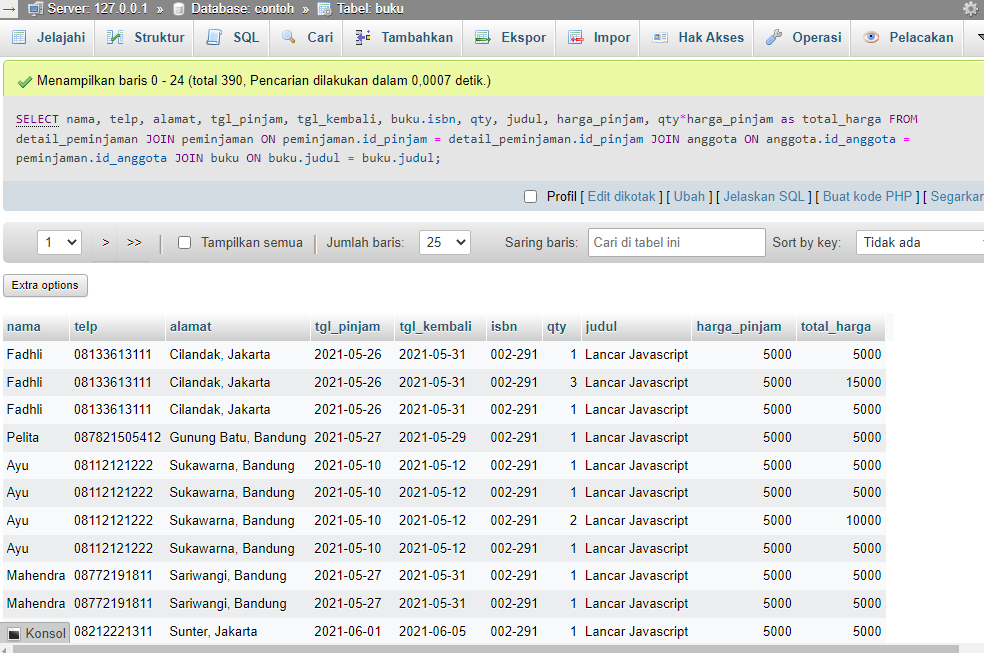 Server: 127.0.0.1 » Database: contoh » Tabel: buku
Jelajahi Struktur SQL Cari Tambahkan Ekspor Impor Hak Akses Operasi Pelacakan
Menampilkan baris 0 - 24 (total 390, Pencarian dilakukan dalam 0,0007 detik.)
SELECT nama, telp, alamat, tgl_pinjam, tgl_kembali, buku.isbn, qty, judul, harga_pinjam, qty*harga_pinjam as total_harga FROM
detail_peminjaman JOIN peminjaman ON peminjaman.id_pinjam = detail_peminjaman.id_pinjam JOIN anggota ON anggota.id_anggota =
peminjaman.id_anggota JOIN buku ON buku.judul = buku.judul;
Profil [ Edit dikotak ] [ Ubah ] [ Jelaskan SQL ] [ Buat kode PHP ] [ Segarkan
1 > >> | Tampilkan semua | Jumlah baris: 25 Saring baris: Cari di tabel ini Sort by key: Tidak ada
Extra options
nama telp alamat tgl_pinjam tgl_kembali isbn qty judul harga_pinjam total_harga
Fadhli 08133613111 Cilandak, Jakarta 2021-05-26 2021-05-31 002-291 1 Lancar Javascript 5000 5000
Fadhli 08133613111 Cilandak, Jakarta 2021-05-26 2021-05-31 002-291 3 Lancar Javascript 5000 15000
Fadhli 08133613111 Cilandak, Jakarta 2021-05-26 2021-05-31 002-291 1 Lancar Javascript 5000 5000
Pelita 087821505412 Gunung Batu, Bandung 2021-05-27 2021-05-29 002-291 1 Lancar Javascript 5000 5000
Ayu 08112121222 Sukawarna, Bandung 2021-05-10 2021-05-12 002-291 1 Lancar Javascript 5000 5000
Ayu 08112121222 Sukawarna, Bandung 2021-05-10 2021-05-12 002-291 1 Lancar Javascript 5000 5000
Ayu 08112121222 Sukawarna, Bandung 2021-05-10 2021-05-12 002-291 2 Lancar Javascript 5000 10000
Ayu 08112121222 Sukawarna, Bandung 2021-05-10 2021-05-12 002-291 1 Lancar Javascript 5000 5000
Mahendra 08772191811 Sariwangi, Bandung 2021-05-27 2021-05-31 002-291 1 Lancar Javascript 5000 5000
Mahendra 08772191811 Sariwangi, Bandung 2021-05-27 2021-05-31 002-291 1 Lancar Javascript 5000 5000
Konsol 08212221311 Sunter, Jakarta 2021-06-01 2021-06-05 002-291 1 Lancar Javascript 5000 5000